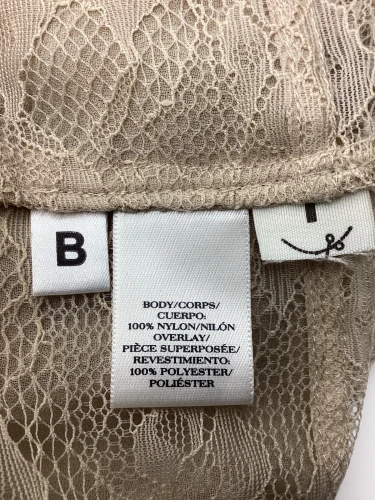 B
BODY/CORPS/
CUERPO:
100% NYLON/NILÓN
OVERLAY/
PIÈCE SUPERPOSÉE/
REVESTIMIENTO:
100% POLYESTER/
POLIÉSTER